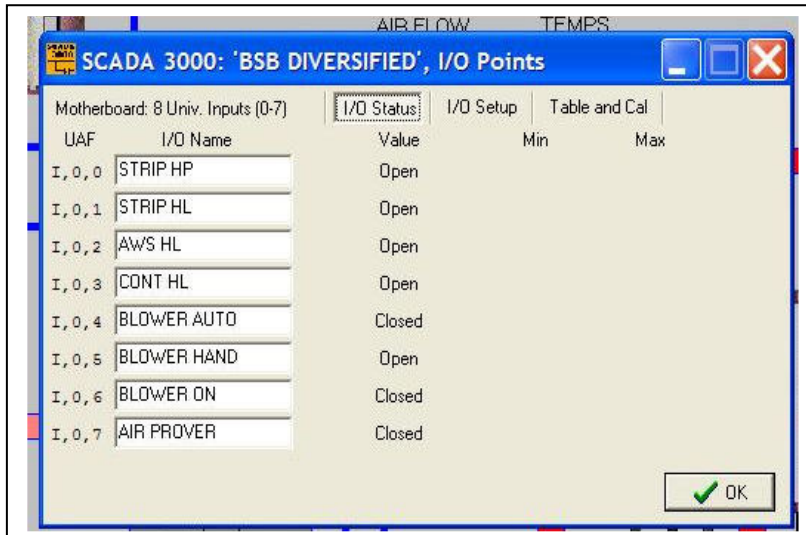 AIR FLOW TEMPS
SCADA 3000: 'BSB DIVERSIFIED', I/O Points
Motherboard: 8 Univ. Inputs (0-7) I/O Status I/O Setup Table and Cal
UAF I/O Name Value Min Max
I,0,0 STRIP HP Open
I,0,1 STRIP HL Open
I,0,2 AWS HL Open
I,0,3 CONT HL Open
I,0,4 BLOWER AUTO Closed
I,0,5 BLOWER HAND Open
I,0,6 BLOWER ON Closed
I,0,7 AIR PROVER Closed
OK